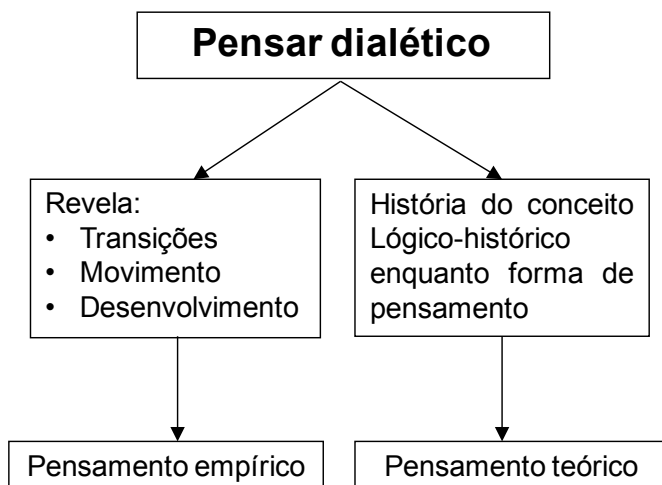 Pensar dialético
Revela:
• Transições
• Movimento
• Desenvolvimento
História do conceito
Lógico-histórico
enquanto forma de
pensamento
Pensamento empírico
Pensamento teórico